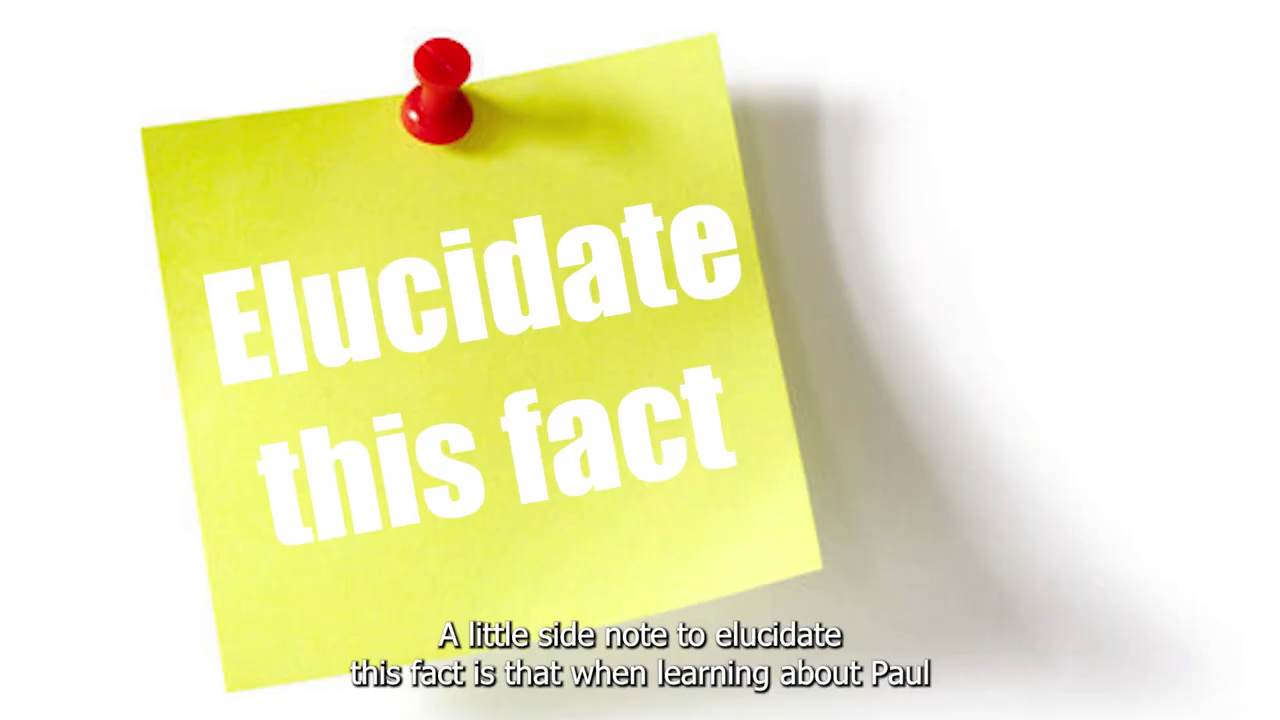 Elucidate
this fact
A little side note to elucidate
this fact is that when learning about Paul